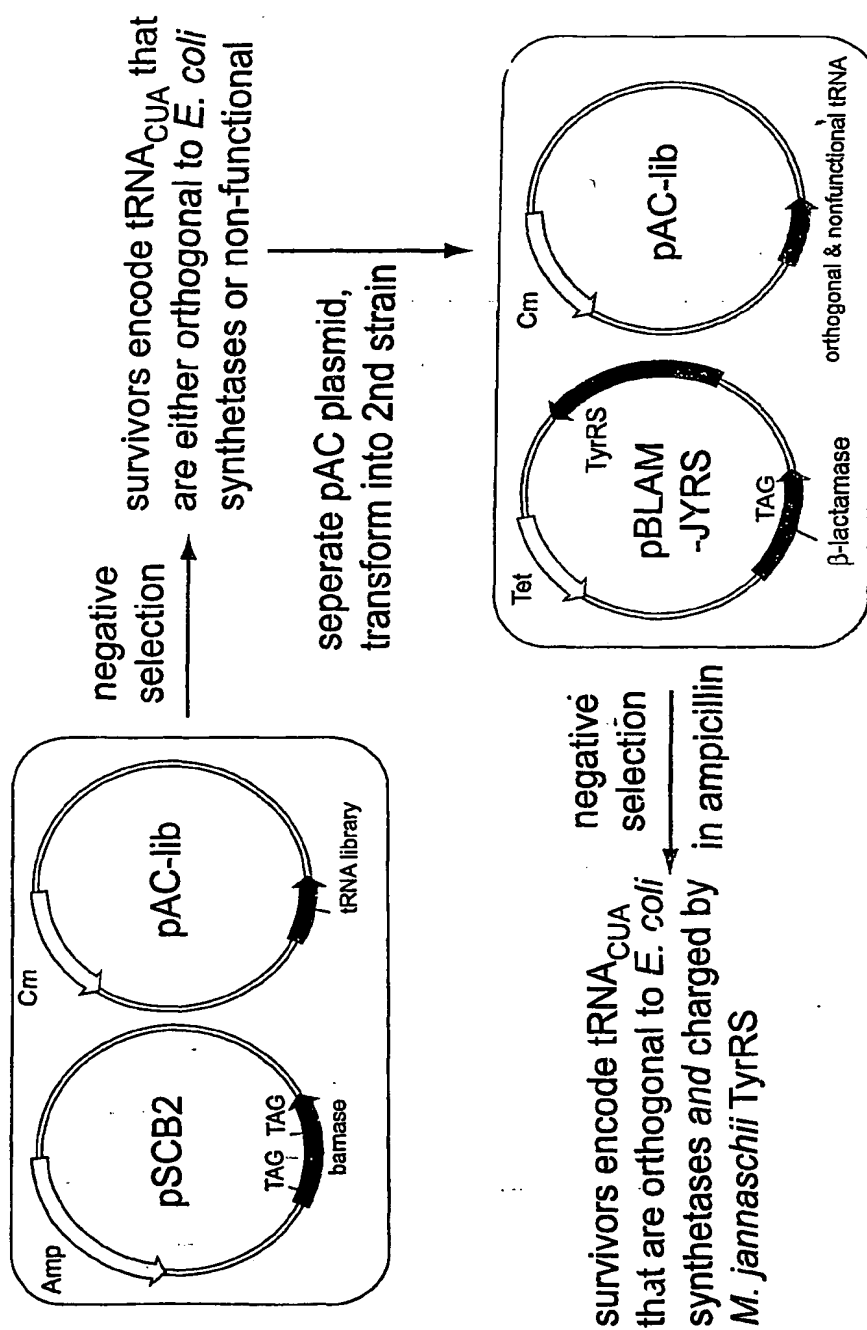 Amp
pSCB2
TAG TAG
barnase
Cm
pAC-lib
tRNA library
negative
selection
survivors encode tRNACUA that
are either orthogonal to E. coli
synthetases or non-functional
seperate pAC plasmid,
transform into 2nd strain
Tet
TyrRS
pBLAM
-JYRS
TAG
β-lactamase
Cm
pAC-lib
orthogonal & nonfunctional tRNA
negative
selection
in ampicillin
survivors encode tRNACUA
that are orthogonal to E. coli
synthetases and charged by
M. jannaschii TyrRS